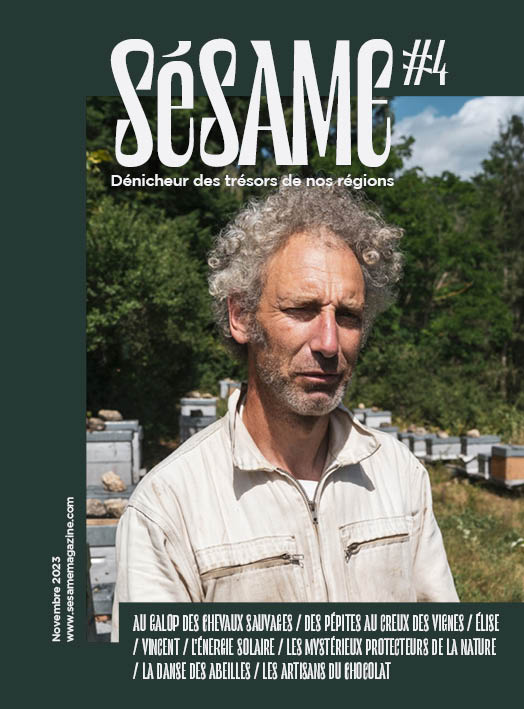 SéSAME #4
Dénicheur des trésors de nos régions
Novembre 2023
www.sesamemagazine.com
AU GALOP DES CHEVAUX SAUVAGES / DES PÉPITES AU CREUX DES VIGNES / ÉLISE
/ VINCENT / L'ÉNERGIE SOLAIRE / LES MYSTÉRIEUX PROTECTEURS DE LA NATURE
/ LA DANSE DES ABEILLES / LES ARTISANS DU CHOCOLAT